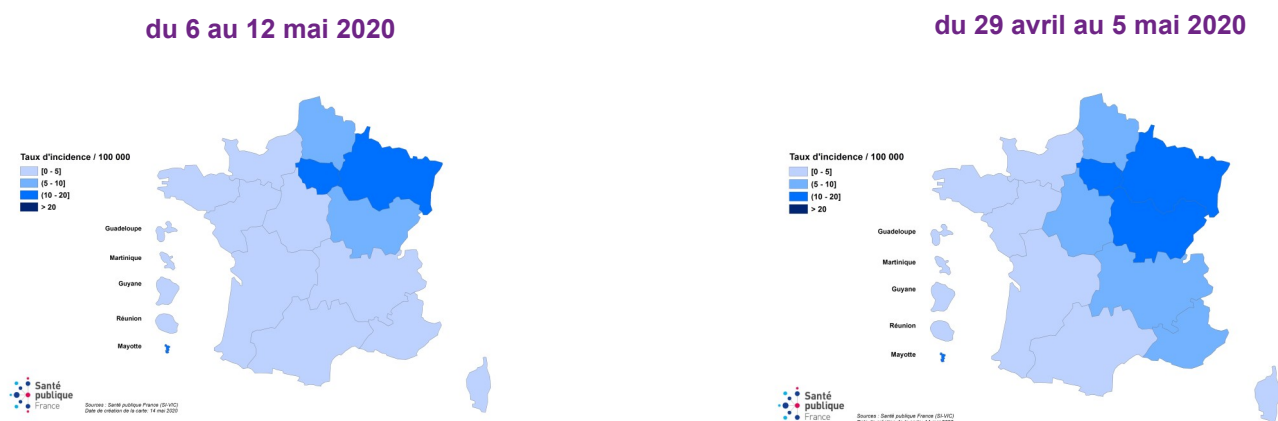 du 6 au 12 mai 2020
Taux d'incidence / 100 000
[0 - 5]
(5 - 10]
(10 - 20]
> 20
Guadeloupe
Martinique
Guyane
Réunion
Mayotte
Santé
publique
France
Sources : Santé publique France (SI-VIC)
Date de création de la carte: 14 mai 2020
du 29 avril au 5 mai 2020
Taux d'incidence / 100 000
[0 - 5]
(5 - 10]
(10 - 20]
> 20
Guadeloupe
Martinique
Guyane
Réunion
Mayotte
Santé
publique
France
Sources : Santé publique France (SI-VIC)